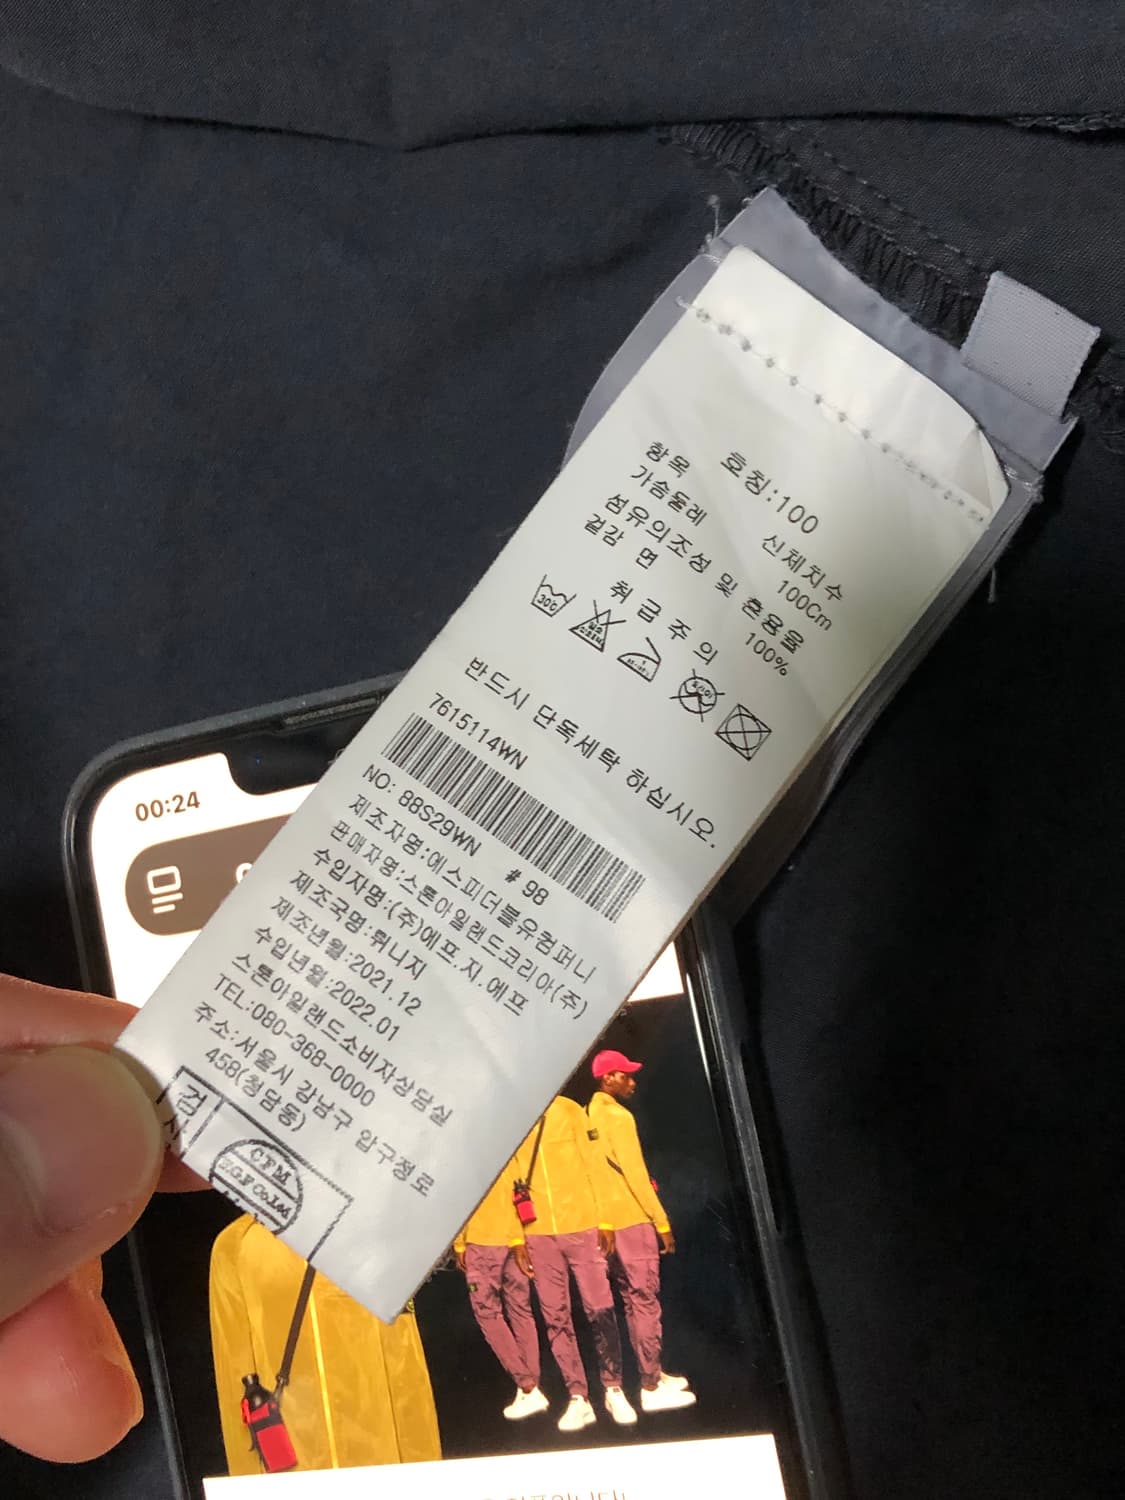 호칭:100
항목 신체치수
가슴둘레 100Cm
섬유의조성 및 혼용율
겉감 면 100%
취 급 주 의
30℃
반드시 단독세탁 하십시오.
7615114WN
NO: 88S29WN # 98
제조자명:에스피더블유컴퍼니
판매자명:스톤아일랜드코리아(주)
수입자명:(주)에프.지.에프
제조국명:튀니지
제조년월:2021.12
수입년월:2022.01
스톤아일랜드소비자상담실
TEL:080-368-0000
주소:서울시 강남구 압구정로
458(청담동)
검사
00:24